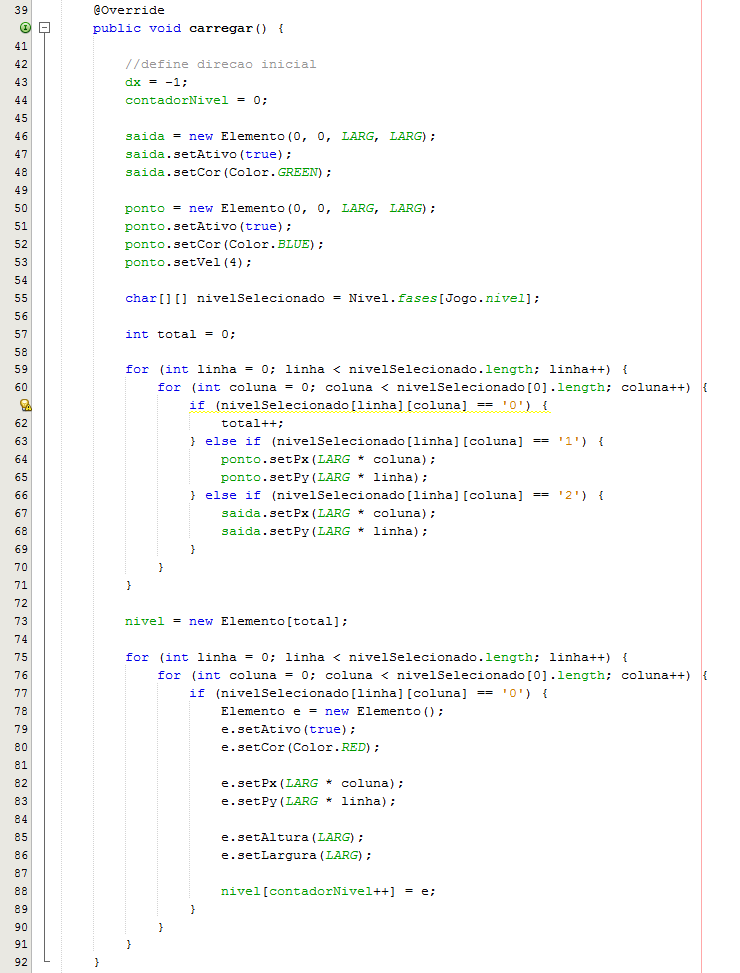 39 @Override
public void carregar() {
41
42 //define direcao inicial
43 dx = -1;
44 contadorNivel = 0;
45
46 saida = new Elemento(0, 0, LARG, LARG);
47 saida.setAtivo(true);
48 saida.setCor(Color.GREEN);
49
50 ponto = new Elemento(0, 0, LARG, LARG);
51 ponto.setAtivo(true);
52 ponto.setCor(Color.BLUE);
53 ponto.setVel(4);
54
55 char[][] nivelSelecionado = Nivel.fases[Jogo.nivel];
56
57 int total = 0;
58
59 for (int linha = 0; linha < nivelSelecionado.length; linha++) {
60 for (int coluna = 0; coluna < nivelSelecionado[0].length; coluna++) {
if (nivelSelecionado[linha][coluna] == '0') {
62 total++;
63 } else if (nivelSelecionado[linha][coluna] == '1') {
64 ponto.setPx(LARG * coluna);
65 ponto.setPy(LARG * linha);
66 } else if (nivelSelecionado[linha][coluna] == '2') {
67 saida.setPx(LARG * coluna);
68 saida.setPy(LARG * linha);
69 }
70 }
71 }
72
73 nivel = new Elemento[total];
74
75 for (int linha = 0; linha < nivelSelecionado.length; linha++) {
76 for (int coluna = 0; coluna < nivelSelecionado[0].length; coluna++) {
77 if (nivelSelecionado[linha][coluna] == '0') {
78 Elemento e = new Elemento();
79 e.setAtivo(true);
80 e.setCor(Color.RED);
81
82 e.setPx(LARG * coluna);
83 e.setPy(LARG * linha);
84
85 e.setAltura(LARG);
86 e.setLargura(LARG);
87
88 nivel[contadorNivel++] = e;
89 }
90 }
91 }
92 }